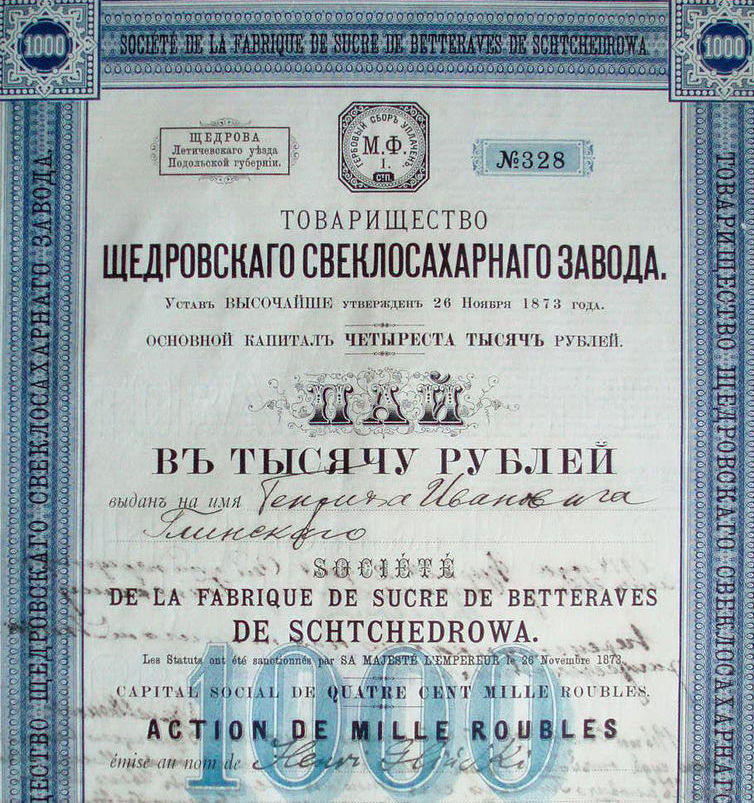 1000
SOCIÉTÉ DE LA FABRIQUE DE SUCRE DE BETTERAVES DE SCHTCHEDROWA
1000
ЩЕДРОВА
Летичевскаго уѣзда
Подольской губерніи.
ГЕРБОВЫЙ СБОРЪ УПЛАЧЕНЪ
М.Ф.
1.
№328
ТОВАРИЩЕСТВО
ЩЕДРОВСКАГО СВЕКЛОСАХАРНАГО ЗАВОДА.
Уставъ ВЫСОЧАЙШЕ утвержденъ 26 Ноября 1873 года.
ОСНОВНОЙ КАПИТАЛЪ ЧЕТЫРЕСТА ТЫСЯЧЪ РУБЛЕЙ.
ПАЙ
ВЪ ТЫСЯЧУ РУБЛЕЙ
выданъ на имя Генриха Ивановича
Глинскаго
SOCIÉTÉ
DE LA FABRIQUE DE SUCRE DE BETTERAVES
DE SCHTCHEDROWA.
Les Statuts ont été sanctionnés par SA MAJESTÉ L'EMPEREUR le 26 Novembre 1873.
CAPITAL SOCIAL DE QUATRE CENT MILLE ROUBLES.
ACTION DE MILLE ROUBLES
émise au nom de Henri
1000
ТОВАРИЩЕСТВО ЩЕДРОВСКАГО СВЕКЛОСАХАРНАГО ЗАВОДА.
ТОВАРИЩЕСТВО ЩЕДРОВСКАГО СВЕКЛОСАХАРНАГО